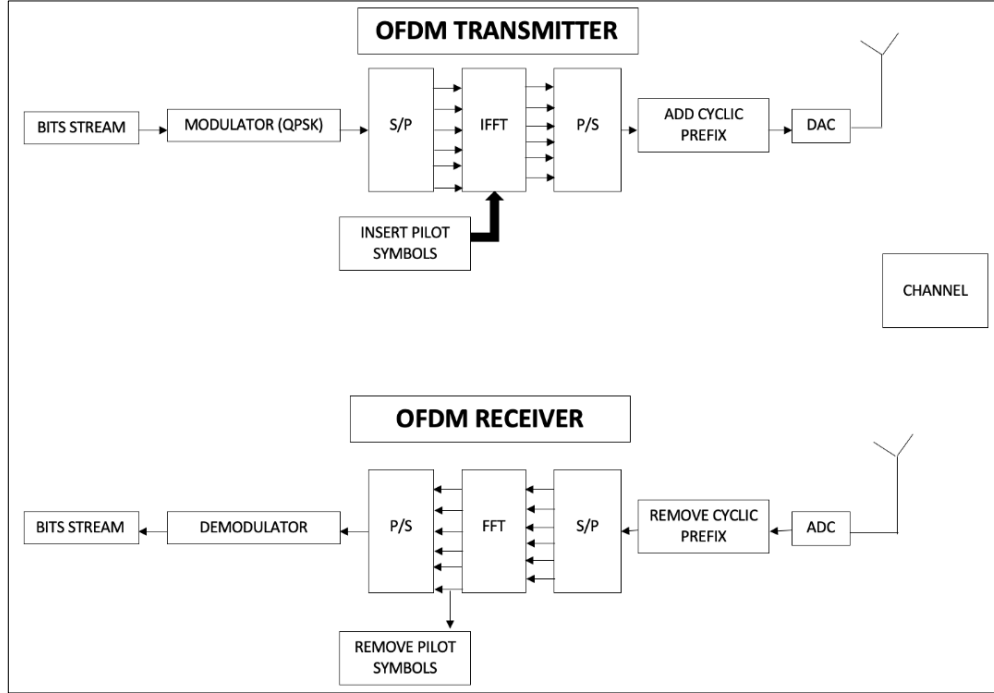 OFDM TRANSMITTER
BITS STREAM
MODULATOR (QPSK)
S/P
IFFT
P/S
ADD CYCLIC
PREFIX
DAC
INSERT PILOT
SYMBOLS
CHANNEL
OFDM RECEIVER
BITS STREAM
DEMODULATOR
P/S
FFT
S/P
REMOVE CYCLIC
PREFIX
ADC
REMOVE PILOT
SYMBOLS